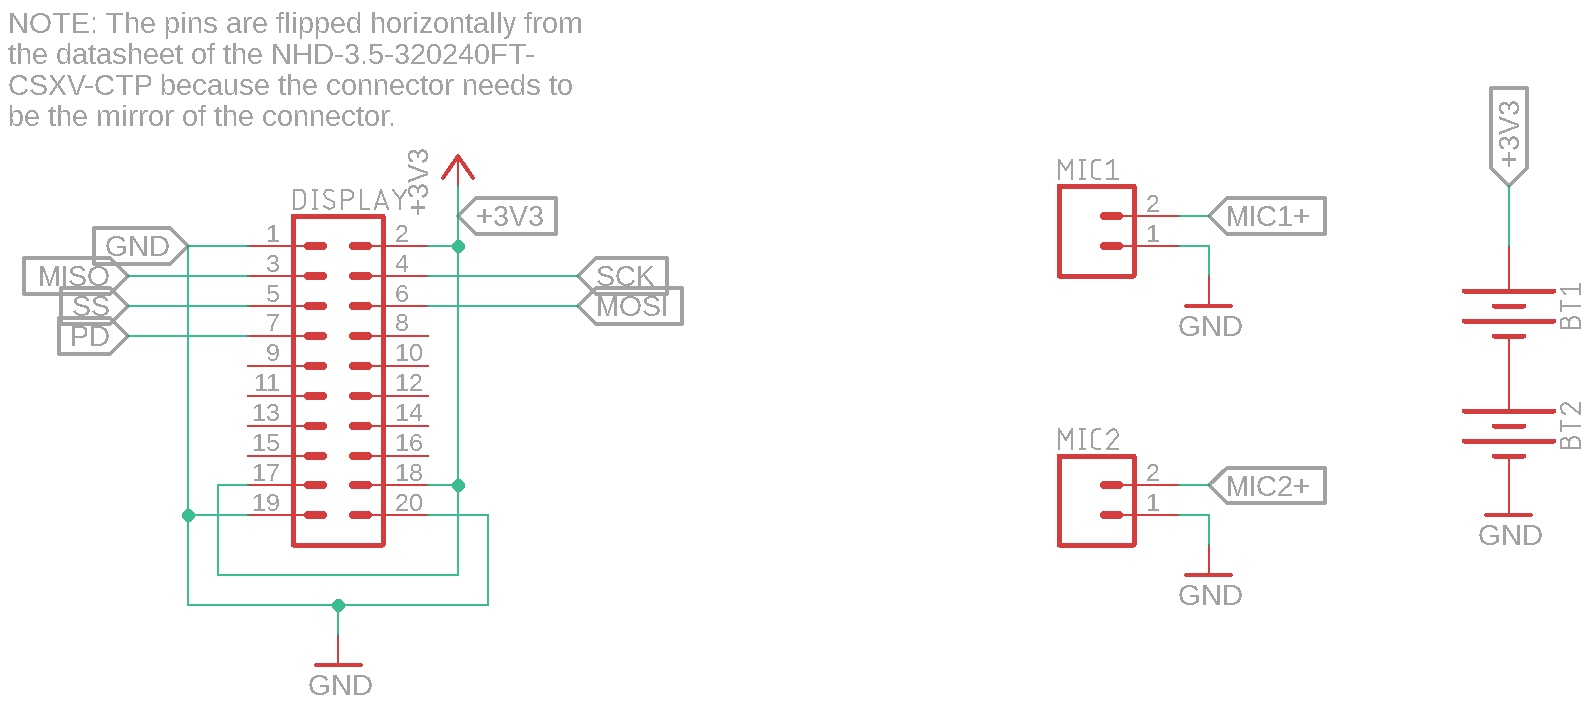 NOTE: The pins are flipped horizontally from
the datasheet of the NHD-3.5-320240FT-
CSXV-CTP because the connector needs to
be the mirror of the connector.
+3V3
DISPLAY
+3V3
GND
1
2
MISO
3
4
SCK
SS
5
6
MOSI
PD
7
8
9
10
11
12
13
14
15
16
17
18
19
20
GND
MIC1
2
MIC1+
1
GND
MIC2
2
MIC2+
1
GND
+3V3
BT1
BT2
GND